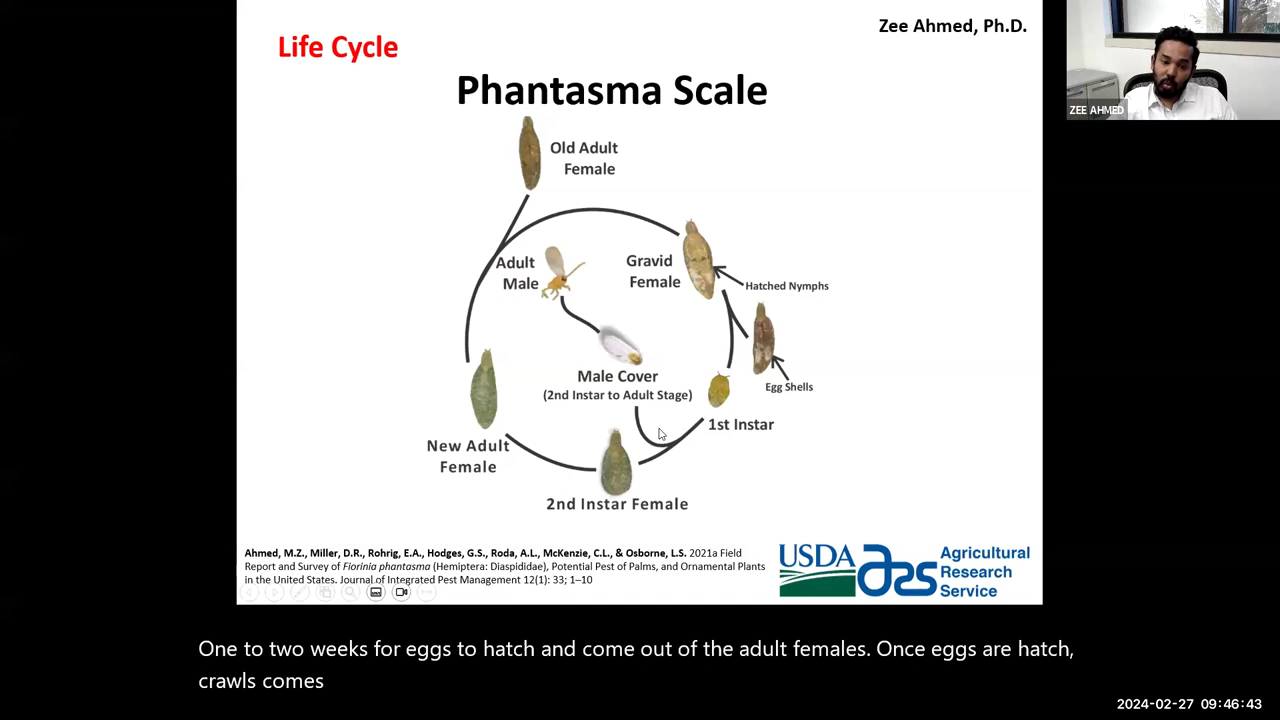 Zee Ahmed, Ph.D.
Life Cycle
Phantasma Scale
Old Adult
Female
Adult
Male
Gravid
Female
Hatched Nymphs
Egg Shells
Male Cover
(2nd Instar to Adult Stage)
1st Instar
New Adult
Female
2nd Instar Female
Ahmed, M.Z., Miller, D.R., Rohrig, E.A., Hodges, G.S., Roda, A.L., McKenzie, C.L., & Osborne, L.S. 2021a Field
Report and Survey of Fiorinia phantasma (Hemiptera: Diaspididae), Potential Pest of Palms, and Ornamental Plants
in the United States. Journal of Integrated Pest Management 12(1): 33; 1–10
USDA
ars
Agricultural
Research
Service
ZEE AHMED
One to two weeks for eggs to hatch and come out of the adult females. Once eggs are hatch,
crawls comes
2024-02-27 09:46:43